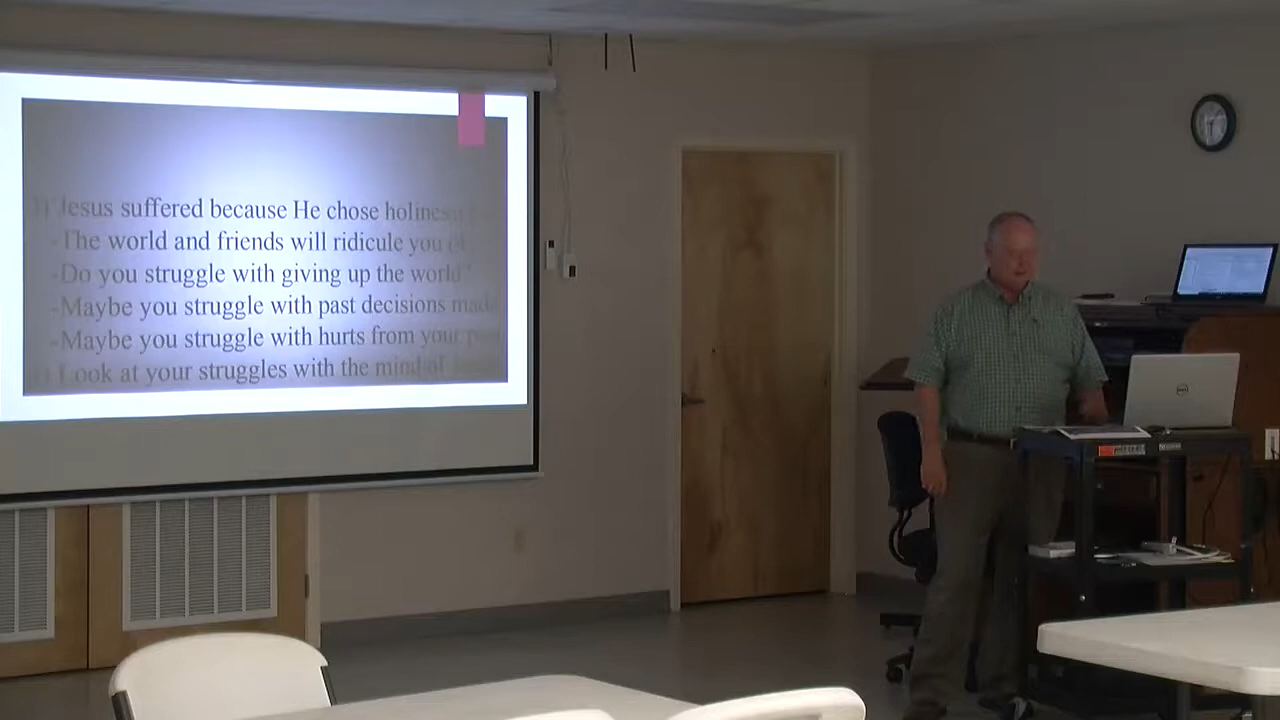 Jesus suffered because He chose holiness
-The world and friends will ridicule you
-Do you struggle with giving up the world?
-Maybe you struggle with past decisions made
-Maybe you struggle with hurts from your
Look at your struggles with the mind of
DELL